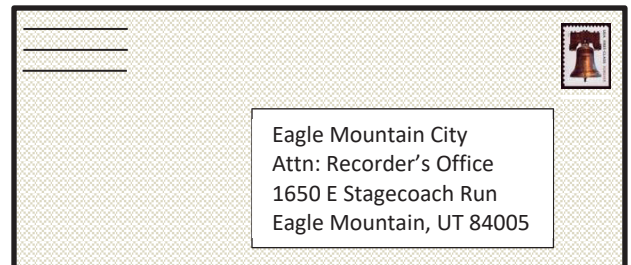 Eagle Mountain City
Attn: Recorder's Office
1650 E Stagecoach Run
Eagle Mountain, UT 84005